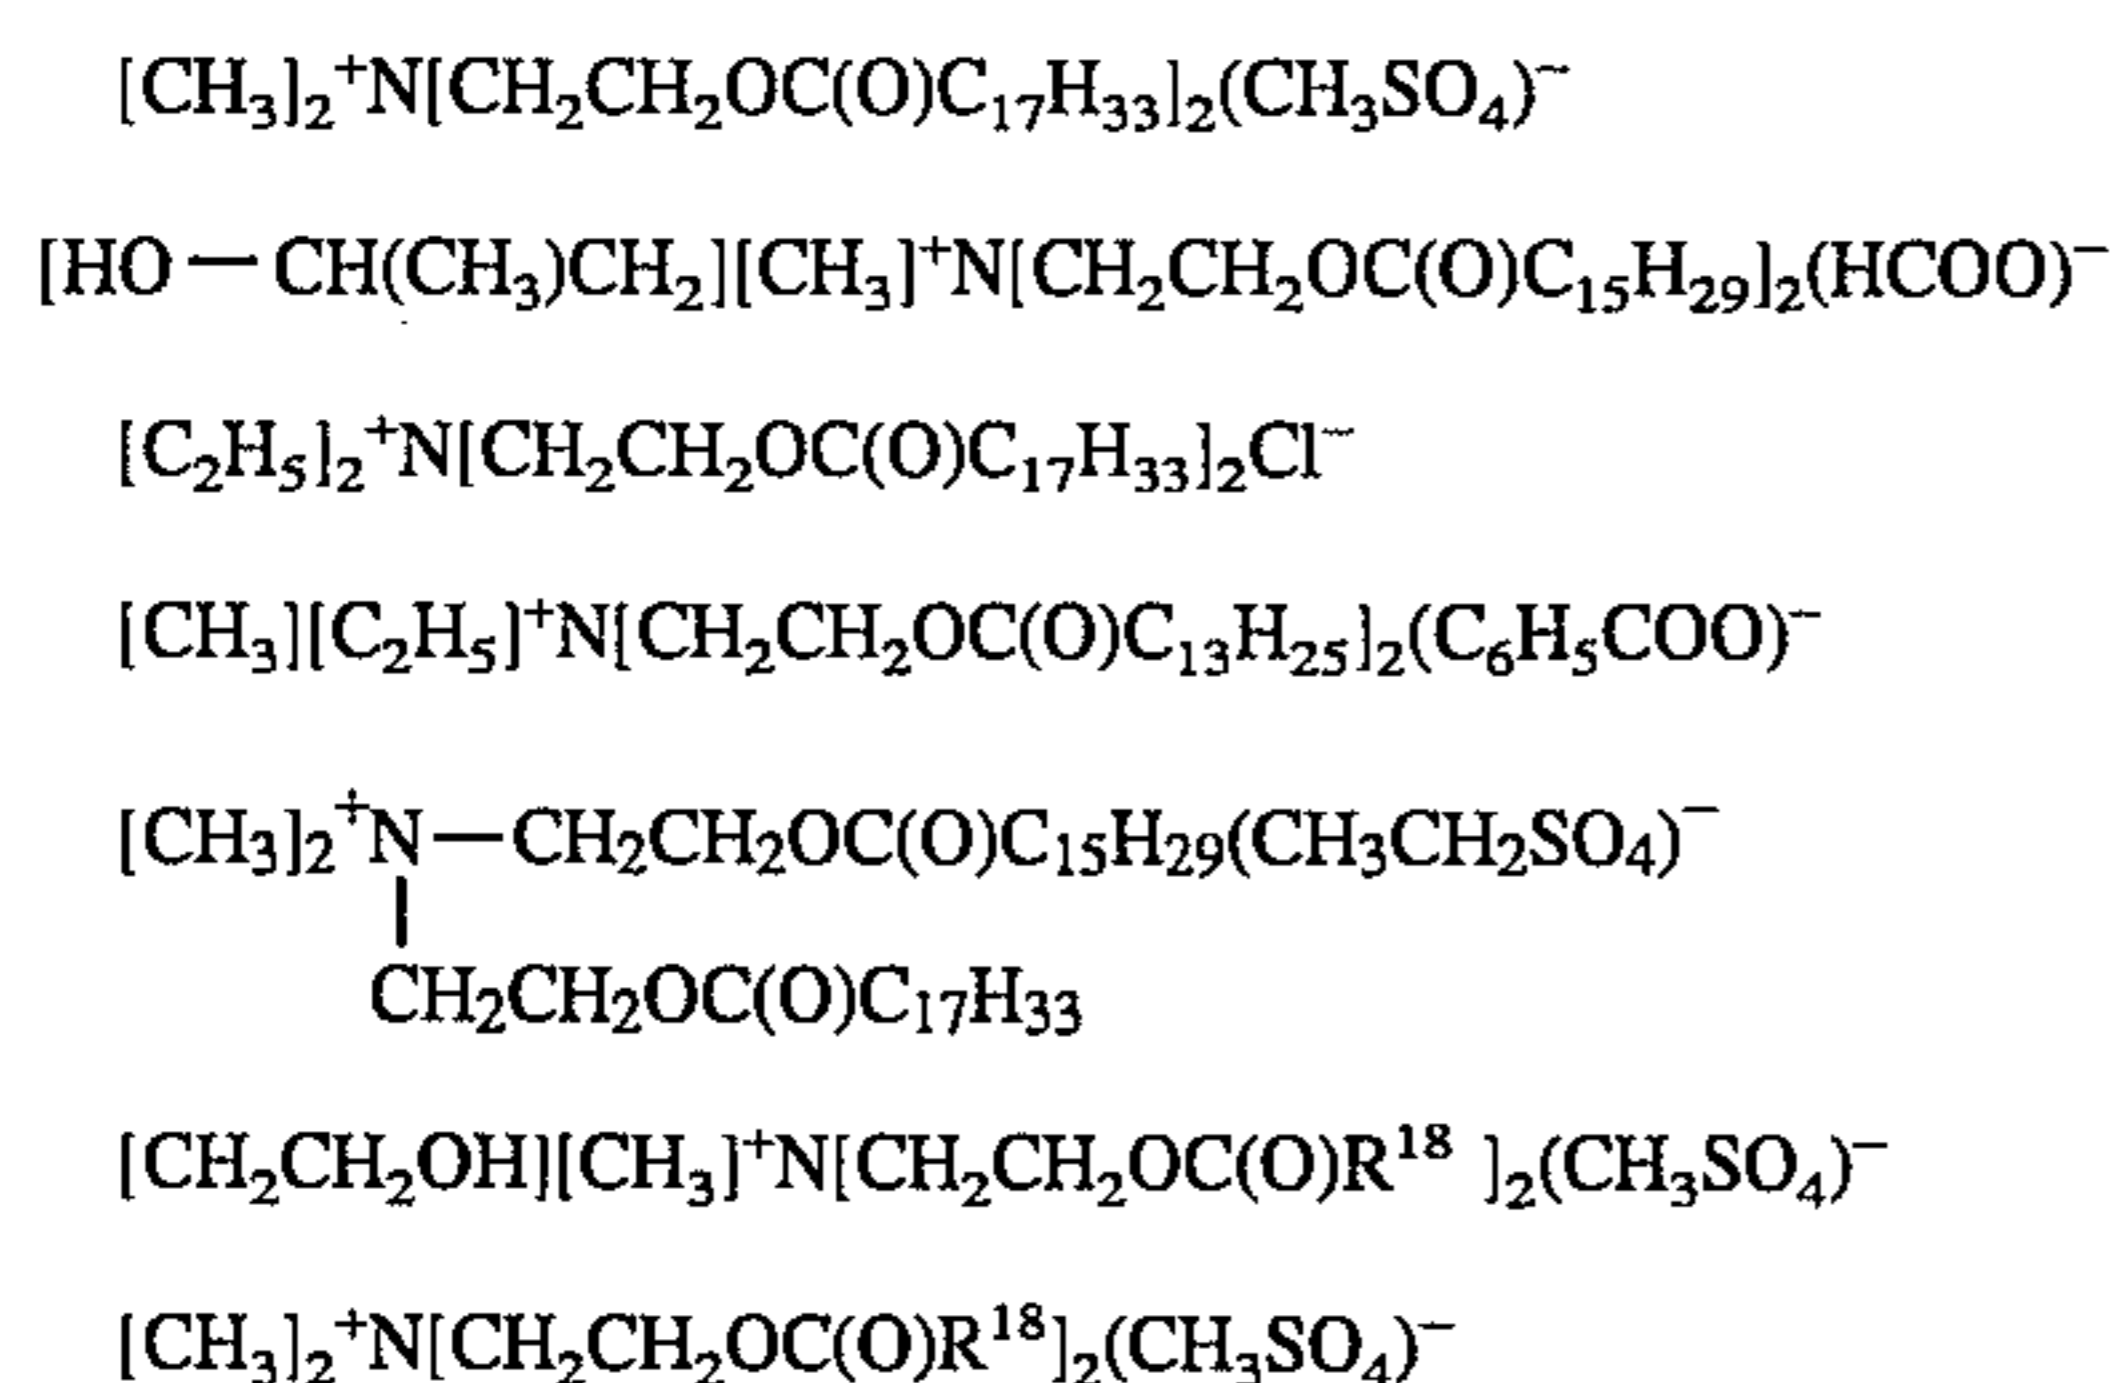 [CH₃]₂⁺N[CH₂CH₂OC(O)C₁₇H₃₃]₂(CH₃SO₄)⁻
[HO—CH(CH₃)CH₂][CH₃]⁺N[CH₂CH₂OC(O)C₁₅H₂₉]₂(HCOO)⁻
[C₂H₅]₂⁺N[CH₂CH₂OC(O)C₁₇H₃₃]₂Cl⁻
[CH₃][C₂H₅]⁺N[CH₂CH₂OC(O)C₁₃H₂₅]₂(C₆H₅COO)⁻
[CH₃]₂⁺N—CH₂CH₂OC(O)C₁₅H₂₉(CH₃CH₂SO₄)⁻
CH₂CH₂OC(O)C₁₇H₃₃
[CH₂CH₂OH][CH₃]⁺N[CH₂CH₂OC(O)R¹⁸ ]₂(CH₃SO₄)⁻
[CH₃]₂⁺N[CH₂CH₂OC(O)R¹⁸]₂(CH₃SO₄)⁻